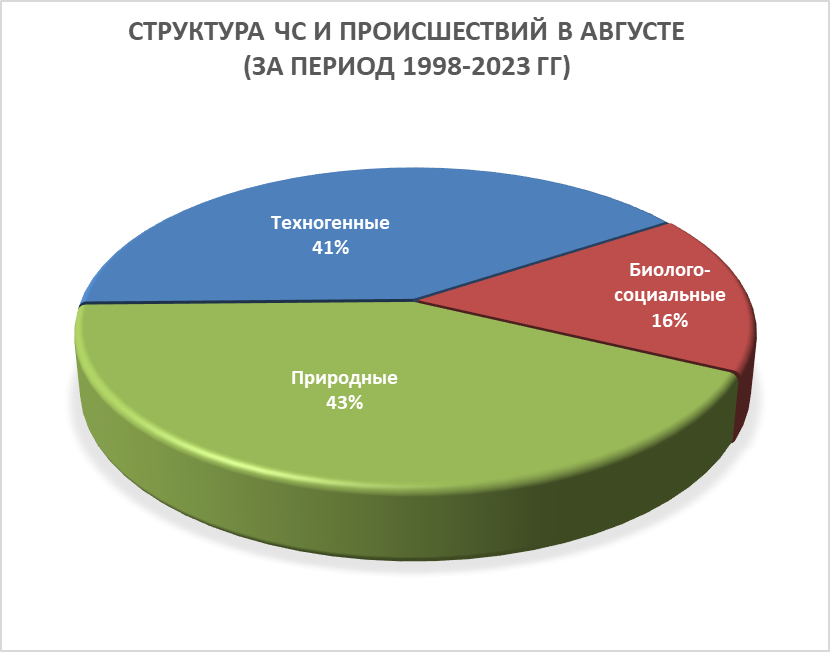 СТРУКТУРА ЧС И ПРОИСШЕСТВИЙ В АВГУСТЕ
(ЗА ПЕРИОД 1998-2023 ГГ)
Техногенные
41%
Биолого-
социальные
16%
Природные
43%